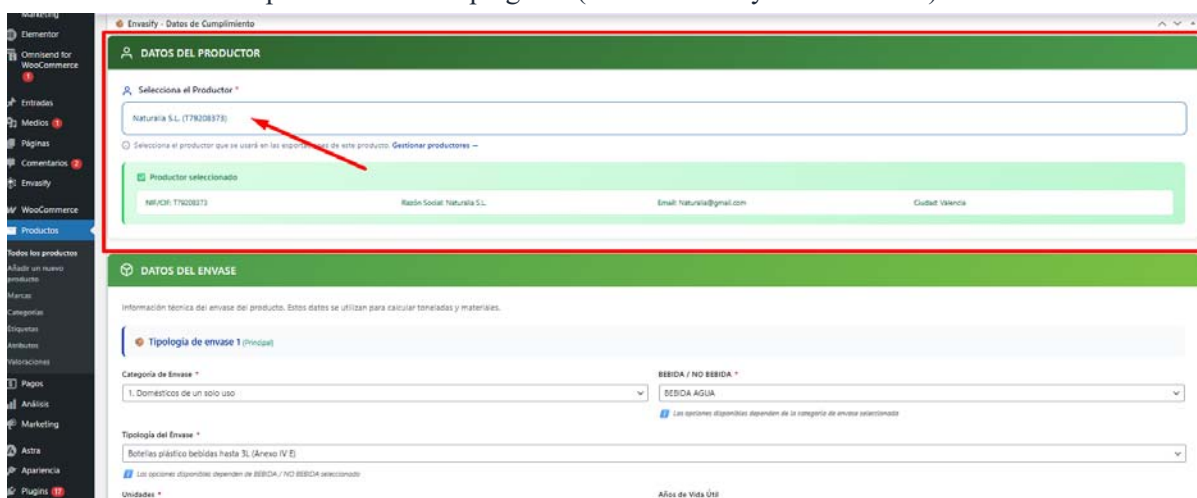 Marketing
Elementor
Omnisend for
WooCommerce
1
Entradas
Medios 1
Páginas
Comentarios 2
Envasify
WooCommerce
Productos
Todos los productos
Añadir un nuevo
producto
Marcas
Categorías
Etiquetas
Atributos
Valoraciones
Pagos
Análisis
Marketing
Astra
Apariencia
Plugins 17
Envasify - Datos de Cumplimiento
DATOS DEL PRODUCTOR
Selecciona el Productor *
Naturalia S.L. (T79208373)
Selecciona el productor que se usará en las exportaciones de este producto. Gestionar productores →
Productor seleccionado
NIF/CIF: T79208373 Razón Social: Naturalia S.L. Email: Naturalia@gmail.com Ciudad: Valencia
DATOS DEL ENVASE
Información técnica del envase del producto. Estos datos se utilizan para calcular toneladas y materiales.
Tipología de envase 1 (Principal)
Categoría de Envase * BEBIDA / NO BEBIDA *
1. Domésticos de un solo uso BEBIDA AGUA
Las opciones disponibles dependen de la categoría de envase seleccionada
Tipología del Envase *
Botellas plástico bebidas hasta 3L (Anexo IV E)
Las opciones disponibles dependen de BEBIDA / NO BEBIDA seleccionado
Unidades * Años de Vida Útil